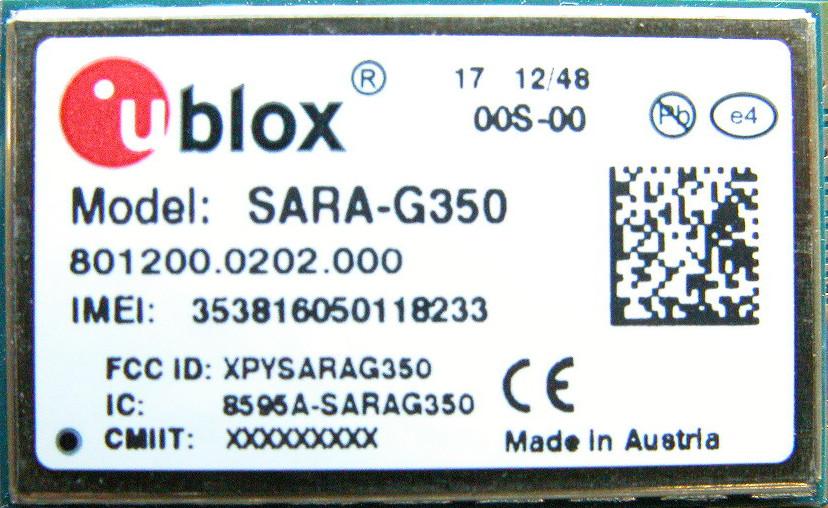 ublox ®
17 12/48
00S-00
Pb
e4
Model: SARA-G350
801200.0202.000
IMEI: 353816050118233
FCC ID: XPYSARAG350
IC: 8595A-SARAG350
CE
CMIIT: XXXXXXXXX
Made in Austria